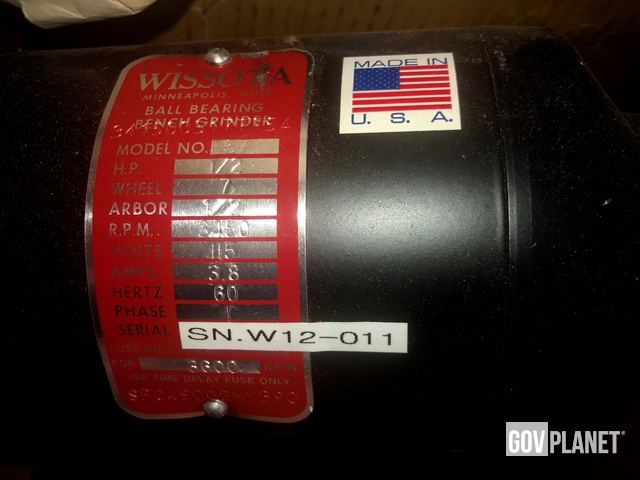 WISSOTA
MINNEAPOLIS, MINN.
BALL BEARING
BENCH GRINDER
MODEL NO.
H.P. 1/2
WHEEL 7
ARBOR 1/2
R.P.M. 3450
VOLTS 115
AMPS. 3.8
HERTZ 60
PHASE 1
SERIAL SN.W12-011
USE ONLY
FOR 3600 R.P.M.
USE TIME DELAY FUSE ONLY
MADE IN
U. S. A.
GOVPLANET